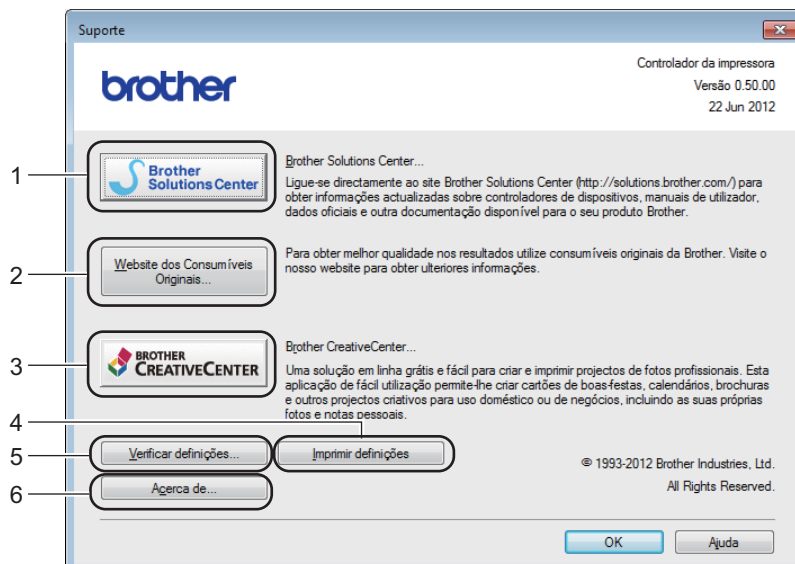 Suporte
brother
Controlador da impressora
Versão 0.50.00
22 Jun 2012
1
Brother
Solutions Center
Brother Solutions Center...
Ligue-se directamente ao site Brother Solutions Center (http://solutions.brother.com/) para
obter informações actualizadas sobre controladores de dispositivos, manuais de utilizador,
dados oficiais e outra documentação disponível para o seu produto Brother.
2
Website dos Consumíveis
Originais...
Para obter melhor qualidade nos resultados utilize consumíveis originais da Brother. Visite o
nosso website para obter ulteriores informações.
3
BROTHER
CREATIVECENTER
Brother CreativeCenter...
Uma solução em linha grátis e fácil para criar e imprimir projectos de fotos profissionais. Esta
aplicação de fácil utilização permite-lhe criar cartões de boas-festas, calendários, brochuras
e outros projectos criativos para uso doméstico ou de negócios, incluindo as suas próprias
fotos e notas pessoais.
4
5
Verificar definições...
Imprimir definições
6
Acerca de...
© 1993-2012 Brother Industries, Ltd.
All Rights Reserved.
OK
Ajuda